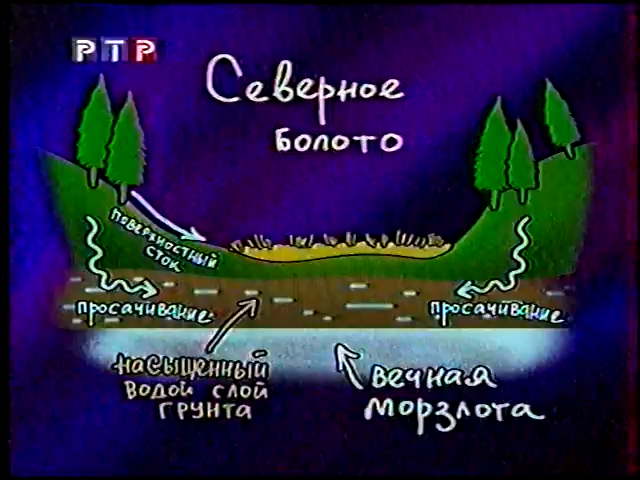 РТР
Северное
болото
Поверхностный
сток
просачивание
просачивание
насыщенный
водой слой
грунта
вечная
морзлота